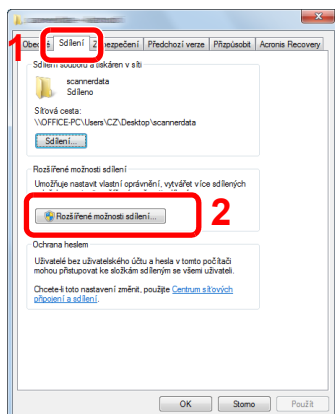 1
Sdílení
Předchozí verze
Přizpůsobit
Acronis Recovery
Sdílení souborů a tiskáren v síti
scannerdata
Sdíleno
Síťová cesta:
\\OFFICE-PC\Users\CZ\Desktop\scannerdata
Sdílení...
Rozšířené možnosti sdílení
Umožňuje nastavit vlastní oprávnění, vytvářet více sdílených
Rozšířené možnosti sdílení...
2
Ochrana heslem
Uživatelé bez uživatelského účtu a hesla v tomto počítači
mohou přistupovat ke složkám sdíleným se všemi uživateli.
Chcete-li toto nastavení změnit, použijte Centrum síťových
připojení a sdílení.
OK
Storno
Použít